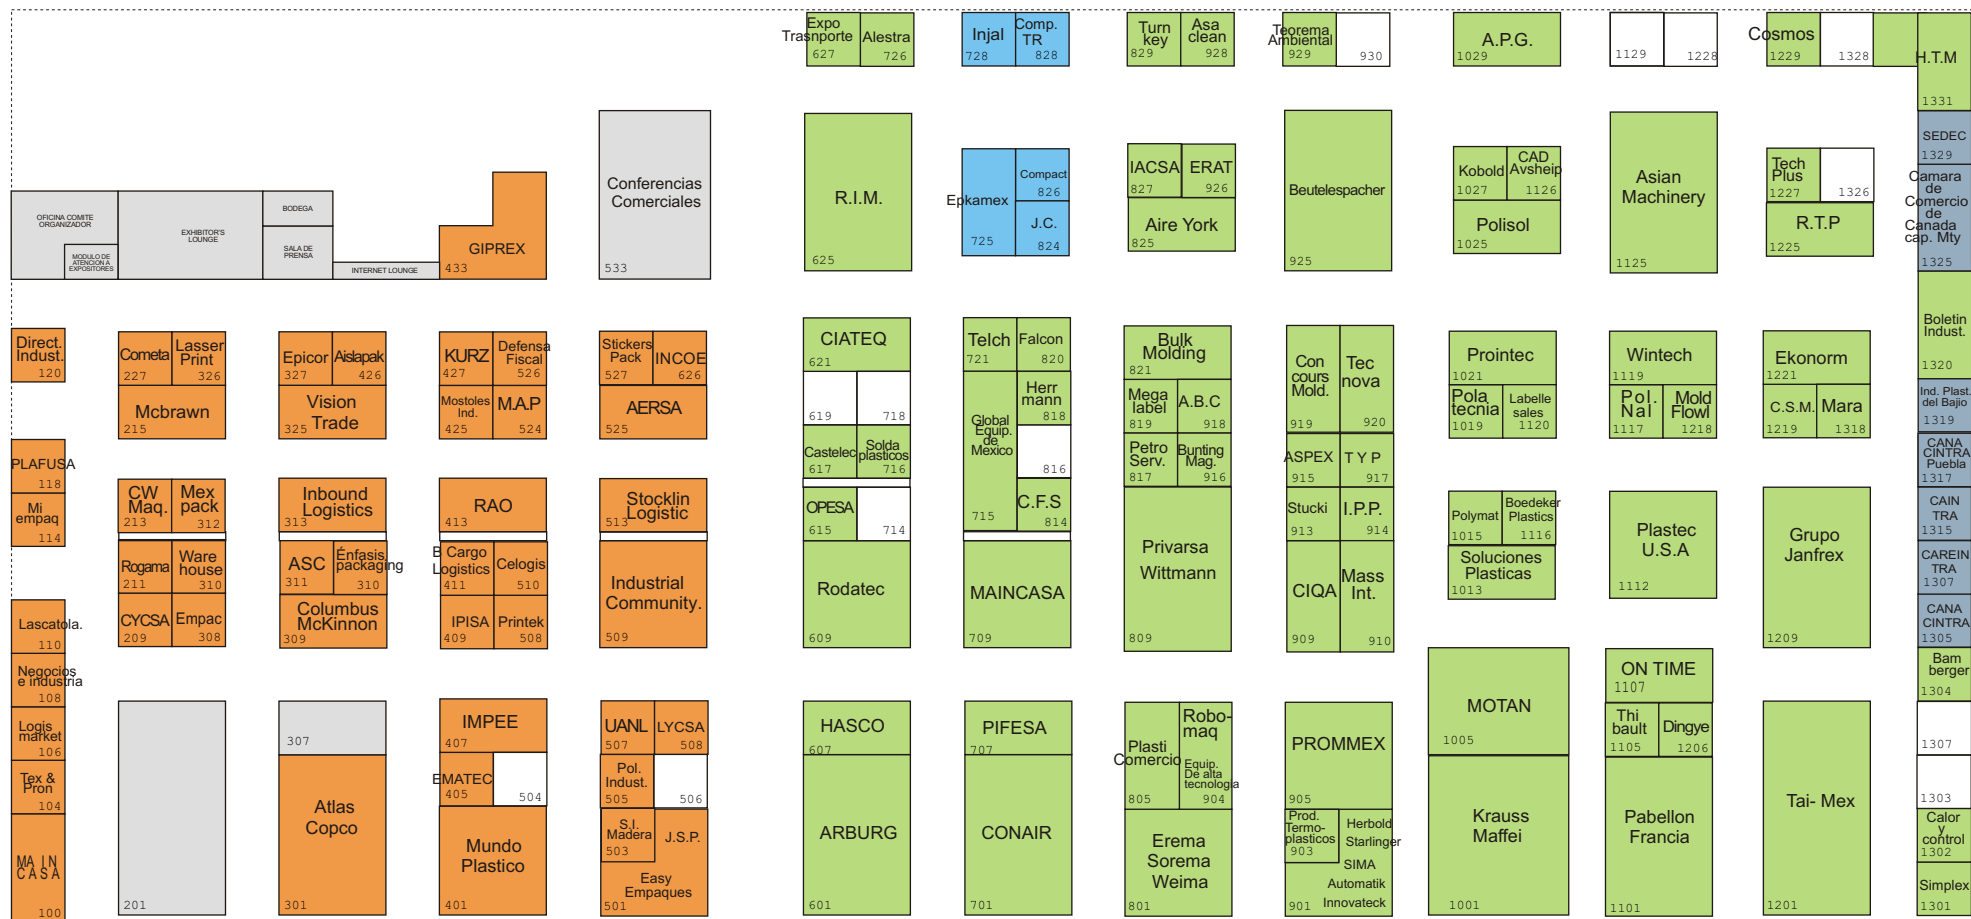 Expo
Trasnporte
627
Alestra
726
Injal
728
Comp.
TR
828
Turn
key
829
Asa
clean
928
Teorema
Ambiental
929
930
A.P.G.
1029
1129
1228
Cosmos
1229
1328
H.T.M
1331
Conferencias
Comerciales
533
R.I.M.
625
Epkamex
725
Compact
826
J.C.
824
IACSA
827
ERAT
926
Aire York
825
Beutelespacher
925
Kobold
1027
CAD
Avsheip
1126
Polisol
1025
Asian
Machinery
1125
Tech
Plus
1227
1326
R.T.P
1225
SEDEC
1329
Camara
de
Comercio
de
Canada
cap. Mty
1325
OFICINA COMITE
ORGANIZADOR
MODULO DE
ATENCION A
EXPOSITORES
EXHIBITOR'S
LOUNGE
BODEGA
SALA DE
PRENSA
INTERNET LOUNGE
GIPREX
433
Direct.
Indust.
120
Cometa
227
Lasser
Print
326
Mcbrawn
215
Epicor
327
Aislapak
426
Vision
Trade
325
KURZ
427
Defensa
Fiscal
526
Mostoles
Ind.
425
M.A.P
524
Stickers
Pack
527
INCOE
626
AERSA
525
CIATEQ
621
619
718
Castelec
617
Solda
plasticos
716
OPESA
615
714
Rodatec
609
Telch
721
Falcon
820
Global
Equip.
de
Mexico
715
Herr
mann
818
816
C.F.S
814
MAINCASA
709
Bulk
Molding
821
Mega
label
819
A.B.C
918
Petro
Serv.
817
Bunting
Mag.
916
Privarsa
Wittmann
809
Con
cours
Mold.
919
Tec
nova
920
ASPEX
915
T Y P
917
Stucki
913
I.P.P.
914
CIQA
909
Mass
Int.
910
Prointec
1021
Pola
tecnia
1019
Labelle
sales
1120
Polymat
1015
Boedeker
Plastics
1116
Soluciones
Plasticas
1013
Wintech
1119
Pol.
Nal
1117
Mold
Flowl
1218
Plastec
U.S.A
1112
Ekonorm
1221
C.S.M.
1219
Mara
1318
Grupo
Janfrex
1209
Boletin
Indust.
1320
Ind. Plast.
del Bajio
1319
CANA
CINTRA
Puebla
1317
CAIN
TRA
1315
CAREIN
TRA
1307
CANA
CINTRA
1305
PLAFUSA
118
Mi
empaq
114
CW
Maq.
213
Mex
pack
312
Rogama
211
Ware
house
310
CYCSA
209
Empac
308
Inbound
Logistics
313
ASC
311
Énfasis
packaging
310
Columbus
McKinnon
309
RAO
413
B Cargo
Logistics
411
Celogis
510
IPISA
409
Printek
508
Stocklin
Logistic
513
Industrial
Community.
509
Lascatola.
110
Negocios
e industria
108
Logis
market
106
Tex &
Pron
104
MAIN
CASA
100
201
307
Atlas
Copco
301
IMPEE
407
EMATEC
405
504
Mundo
Plastico
401
UANL
507
LYCSA
508
Pol.
Indust.
505
506
S.I.
Madera
503
J.S.P.
Easy
Empaques
501
HASCO
607
ARBURG
601
PIFESA
707
CONAIR
701
Plasti
Comercio
805
Robo-
maq
Equip.
De alta
tecnologia
904
Erema
Sorema
Weima
801
PROMMEX
905
Prod.
Termo-
plasticos
903
Herbold
Starlinger
SIMA
Automatik
Innovateck
901
MOTAN
1005
Krauss
Maffei
1001
ON TIME
1107
Thi
bault
1105
Dingye
1206
Pabellon
Francia
1101
Tai- Mex
1201
Bam
berger
1304
1307
1303
Calor
y
control
1302
Simplex
1301